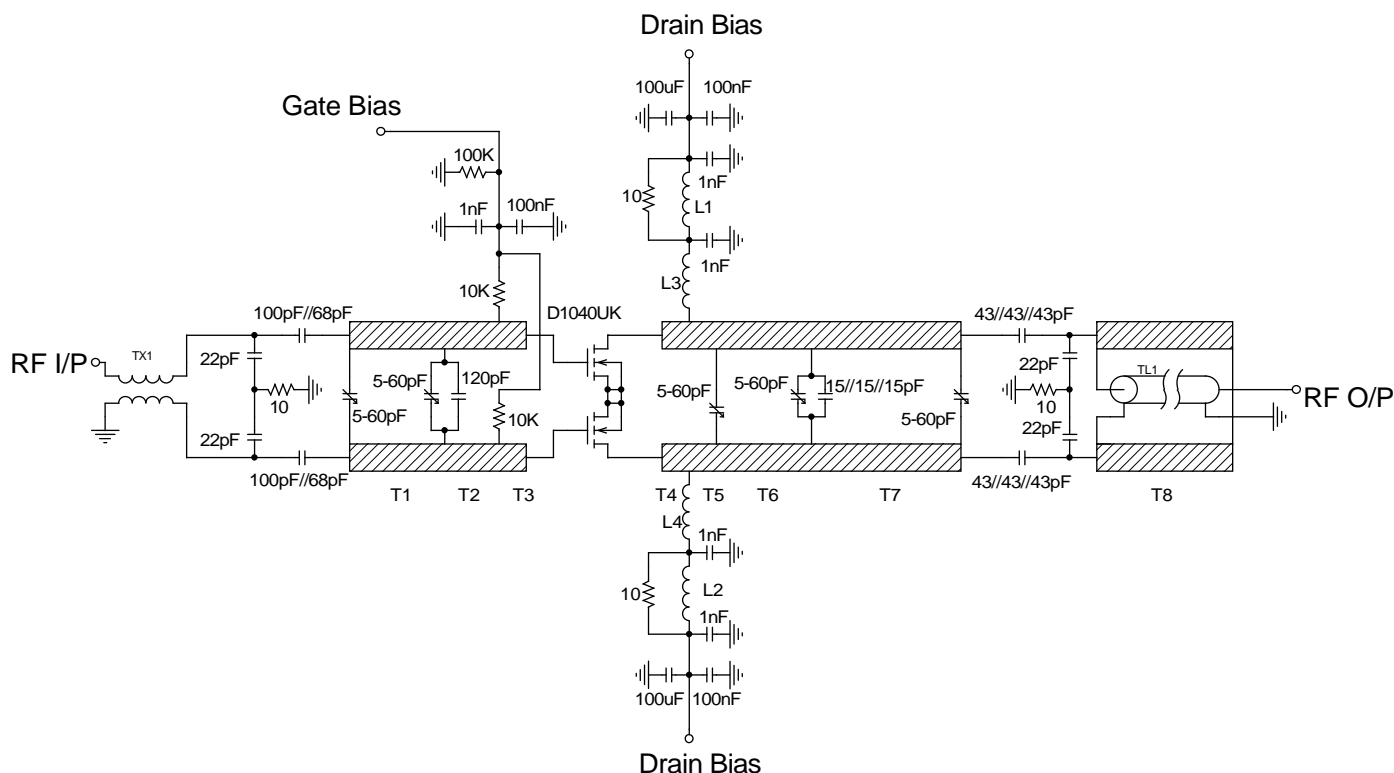 Drain Bias
100uF
100nF
Gate Bias
100K
1nF
10
L1
1nF
100nF
1nF
L3
10K
D1040UK
100pF//68pF
43//43//43pF
TX1
22pF
22pF
RF I/P
5-60pF
120pF
5-60pF
5-60pF
15//15//15pF
TL1
10
5-60pF
10K
5-60pF
10
RF O/P
22pF
22pF
100pF//68pF
43//43//43pF
T1
T2
T3
T4
T5
T6
T7
T8
L4
1nF
10
L2
1nF
100uF
100nF
Drain Bias